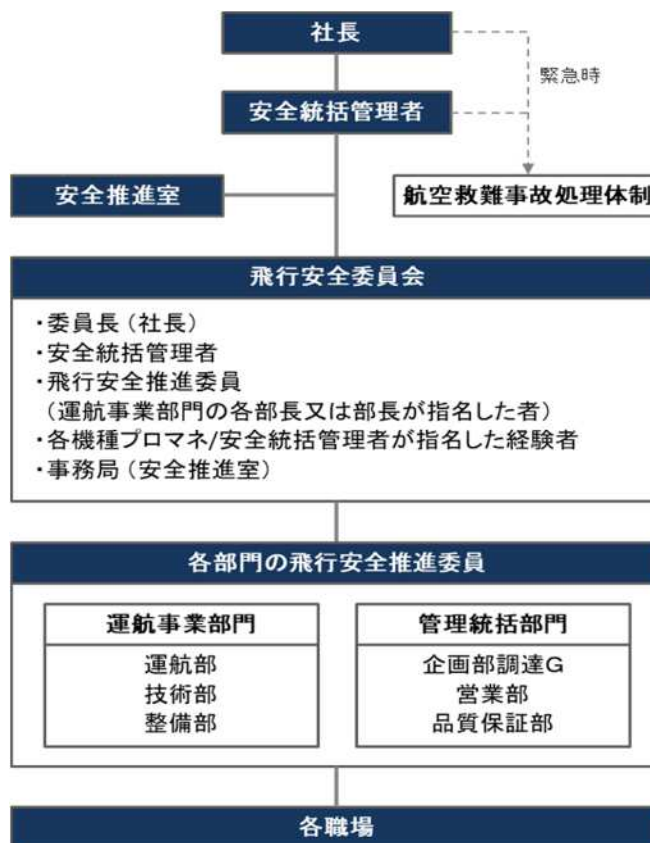 社長
緊急時
安全統括管理者
安全推進室
航空救難事故処理体制
飛行安全委員会
・委員長（社長）
・安全統括管理者
・飛行安全推進委員
（運航事業部門の各部長又は部長が指名した者）
・各機種プロマネ/安全統括管理者が指名した経験者
・事務局（安全推進室）
各部門の飛行安全推進委員
運航事業部門
運航部
技術部
整備部
管理統括部門
企画部調達G
営業部
品質保証部
各職場